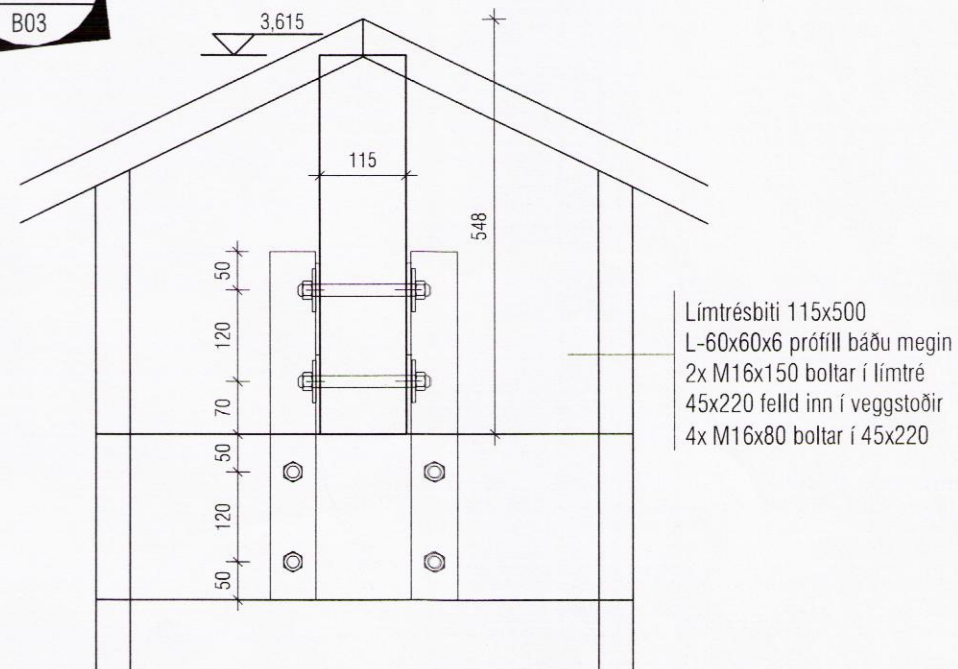 B03
3,615
115
548
50
120
70
50
120
50
Límtrésbiti 115x500
L-60x60x6 prófíll báðu megin
2x M16x150 boltar í límtré
45x220 felld inn í veggstoðir
4x M16x80 boltar í 45x220